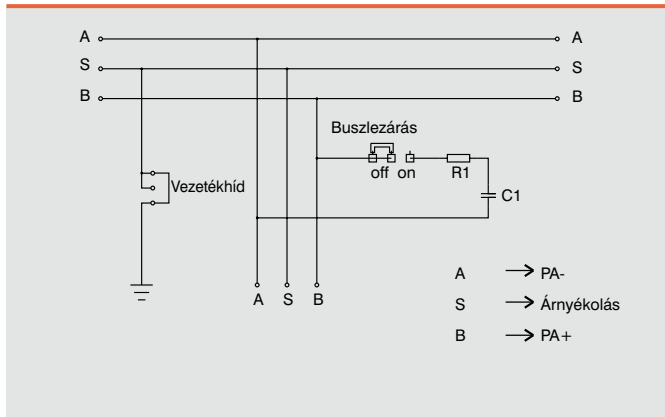 A A
S S
B B
Buszlezárás
off on R1
Vezetékhíd
C1
A S B
A → PA-
S → Árnyékolás
B → PA+